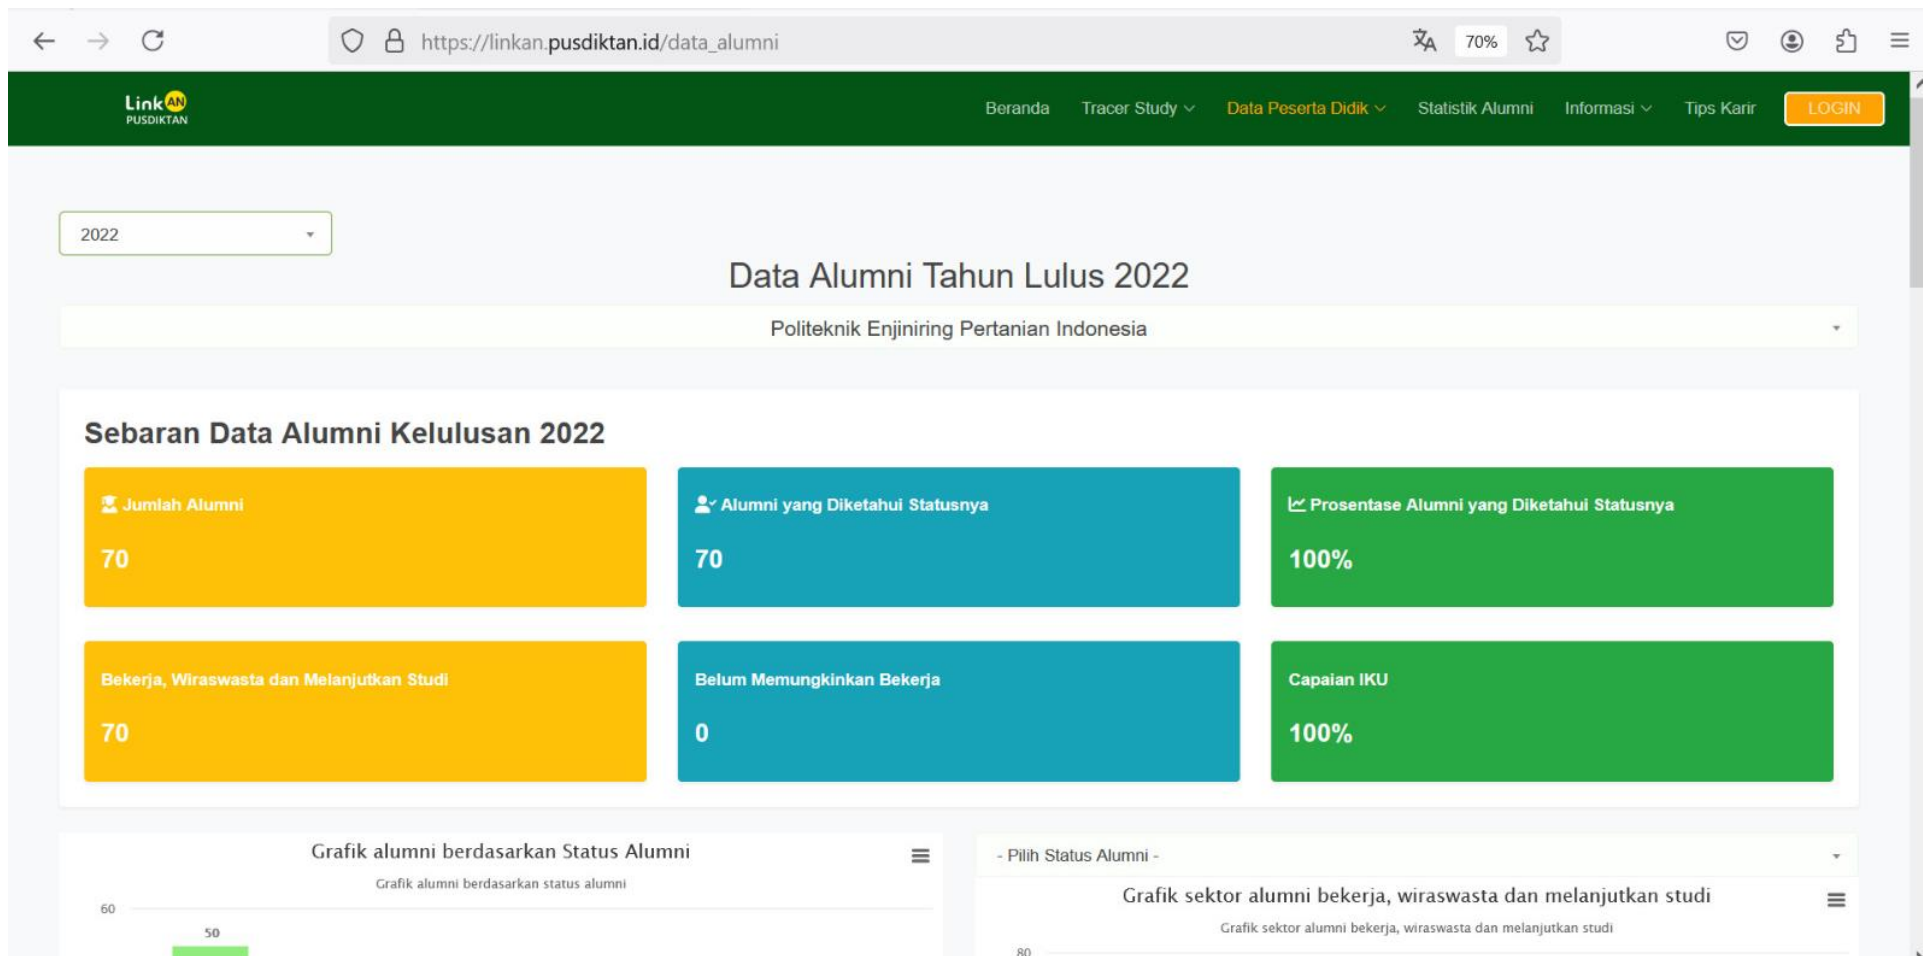 https://linkan.pusdiktan.id/data_alumni
70%
Link AN
PUSDIKTAN
Beranda Tracer Study Data Peserta Didik Statistik Alumni Informasi Tips Karir LOGIN
2022
Data Alumni Tahun Lulus 2022
Politeknik Enjiniring Pertanian Indonesia
Sebaran Data Alumni Kelulusan 2022
Jumlah Alumni
70
Alumni yang Diketahui Statusnya
70
Prosentase Alumni yang Diketahui Statusnya
100%
Bekerja, Wiraswasta dan Melanjutkan Studi
70
Belum Memungkinkan Bekerja
0
Capaian IKU
100%
Grafik alumni berdasarkan Status Alumni
Grafik alumni berdasarkan status alumni
60
50
- Pilih Status Alumni -
Grafik sektor alumni bekerja, wiraswasta dan melanjutkan studi
Grafik sektor alumni bekerja, wiraswasta dan melanjutkan studi
80